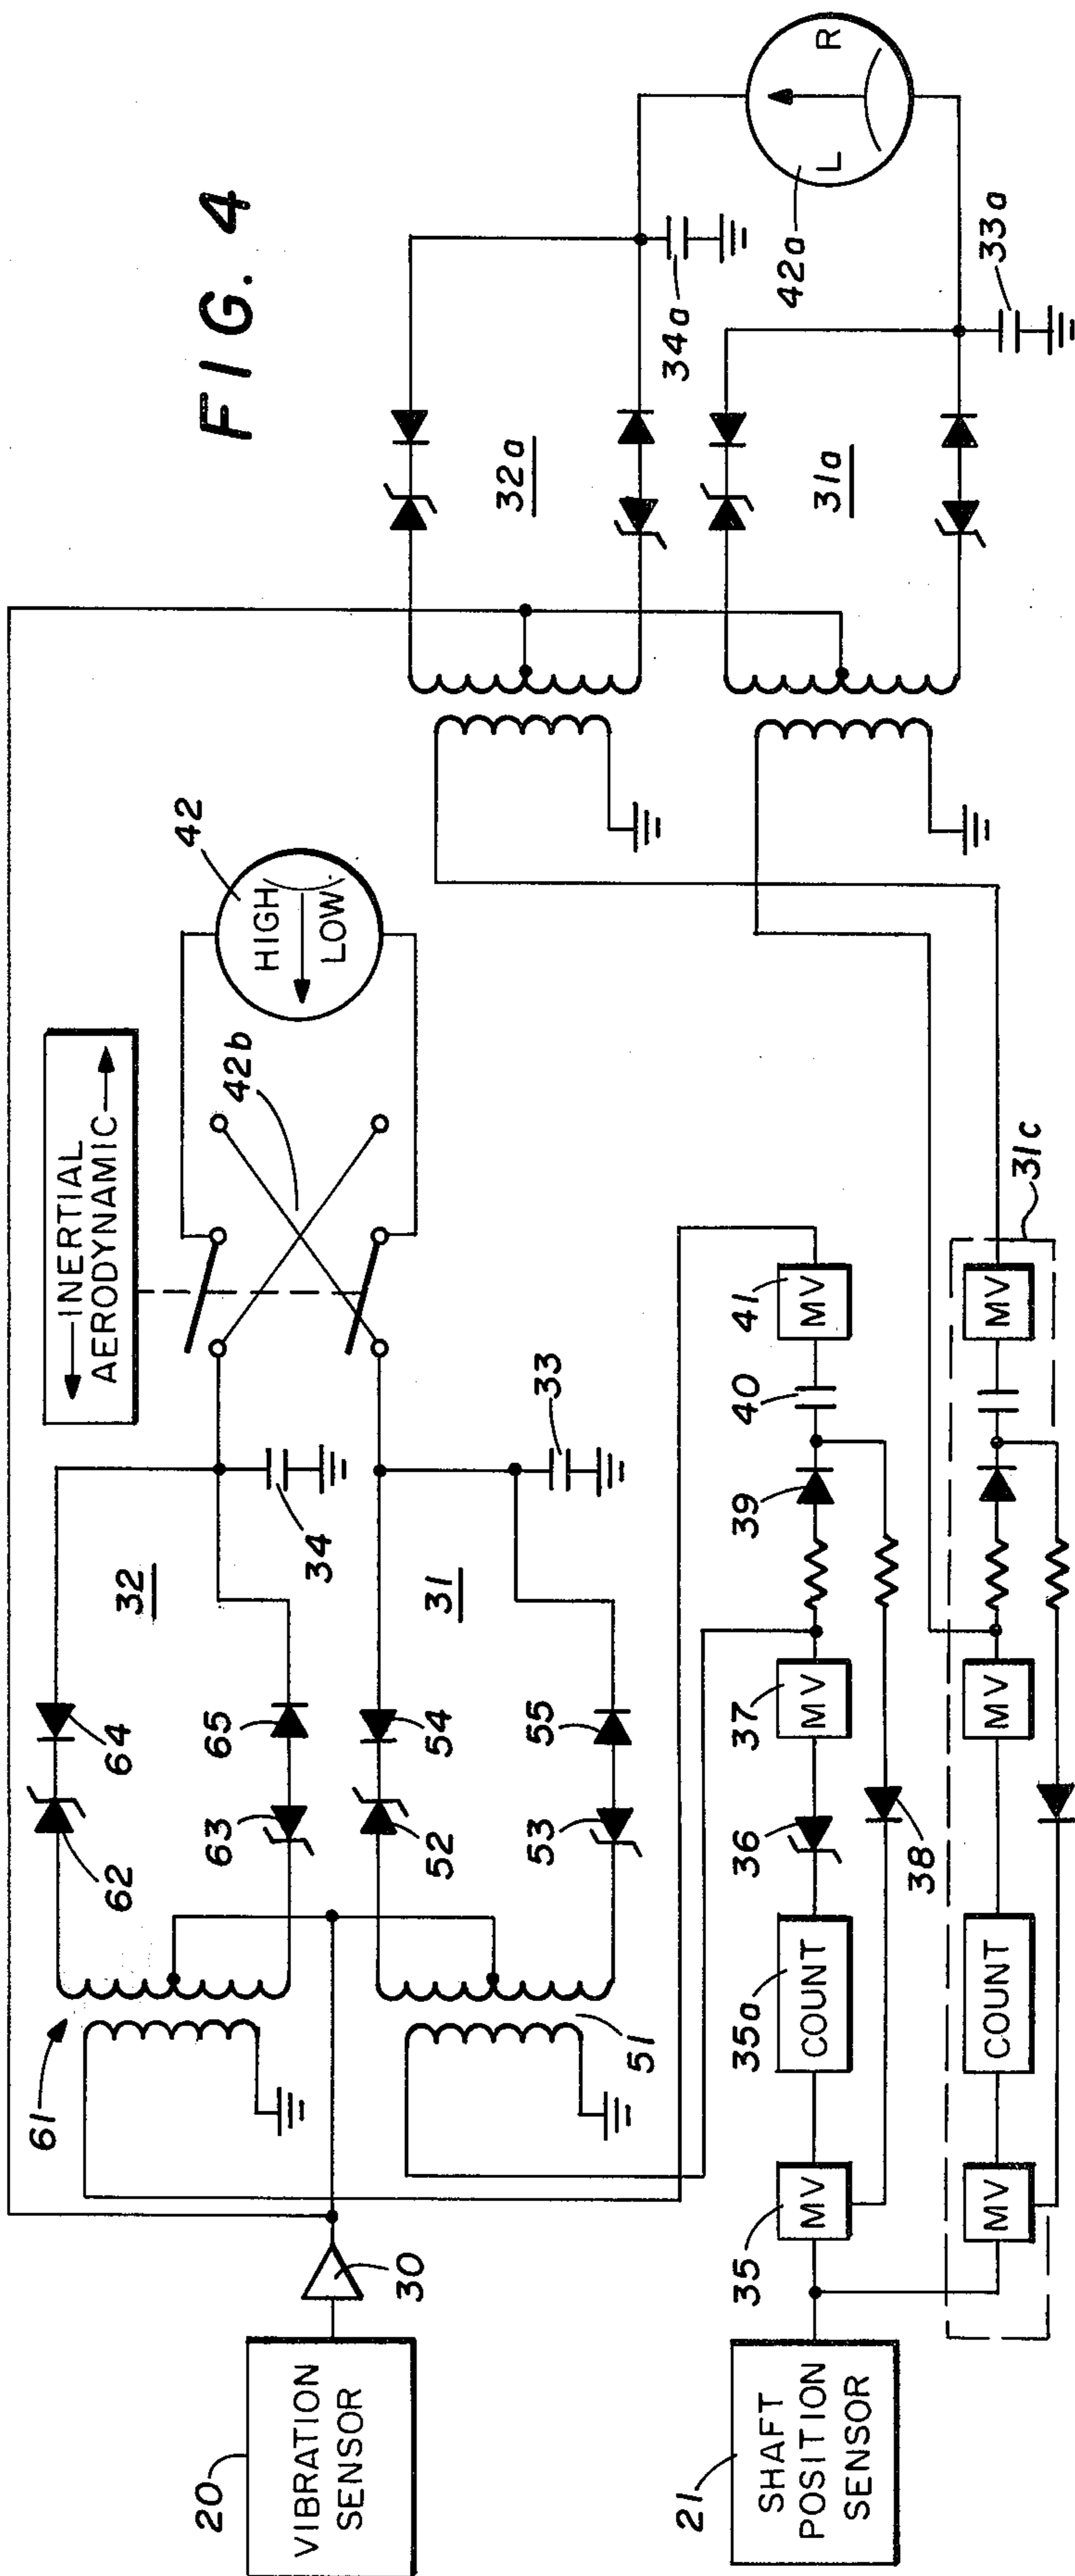 FIG. 4
INERTIAL
AERODYNAMIC
42
HIGH
LOW
42b
61
62
64
32
63
65
34
52
54
31
33
53
55
51
20
VIBRATION
SENSOR
30
32a
34a
31a
33a
42a
L
R
21
SHAFT
POSITION
SENSOR
35
MV
35a
COUNT
36
37
MV
39
40
41
MV
38
31c
MV
COUNT
MV
MV